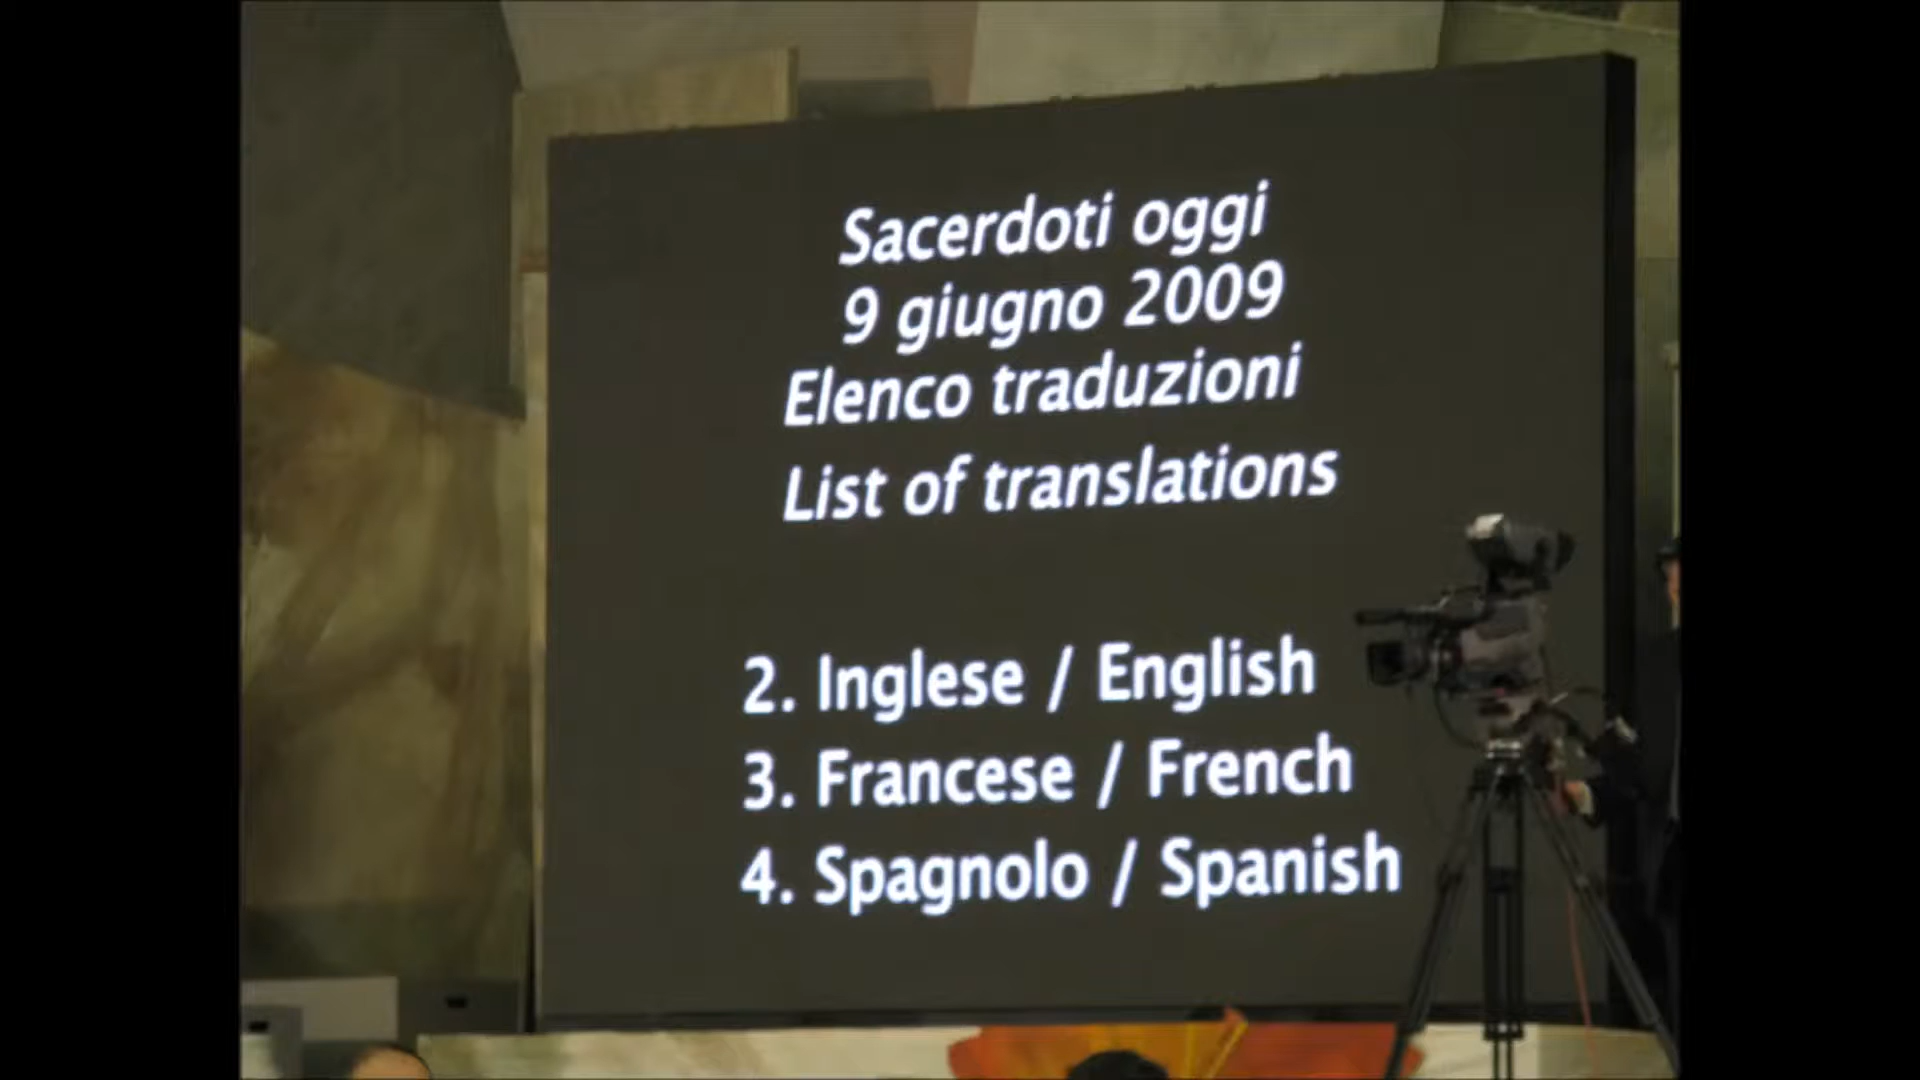 Sacerdoti oggi
9 giugno 2009
Elenco traduzioni
List of translations
2. Inglese / English
3. Francese / French
4. Spagnolo / Spanish